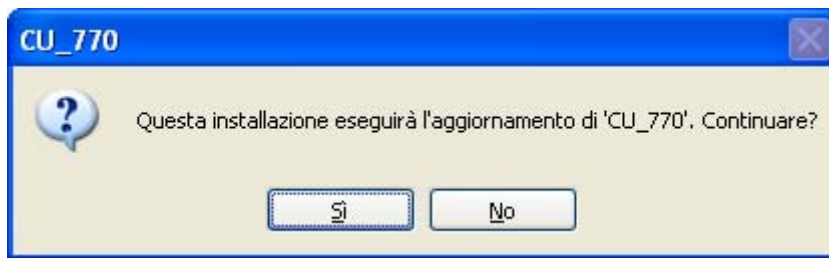 CU_770
Questa installazione eseguirà l'aggiornamento di 'CU_770'. Continuare?
Sì
No